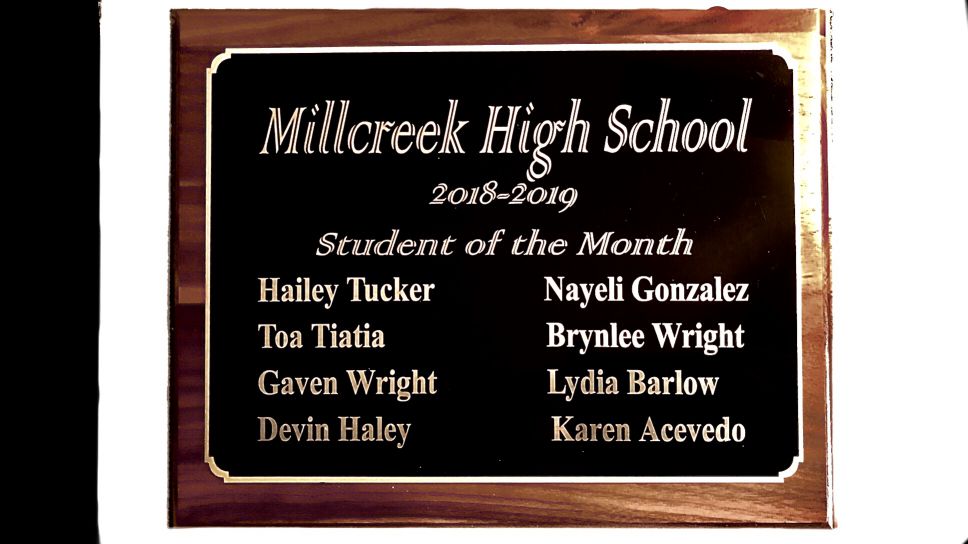 Millcreek High School
2018-2019
Student of the Month
Hailey Tucker Nayeli Gonzalez
Toa Tiatia Brynlee Wright
Gaven Wright Lydia Barlow
Devin Haley Karen Acevedo